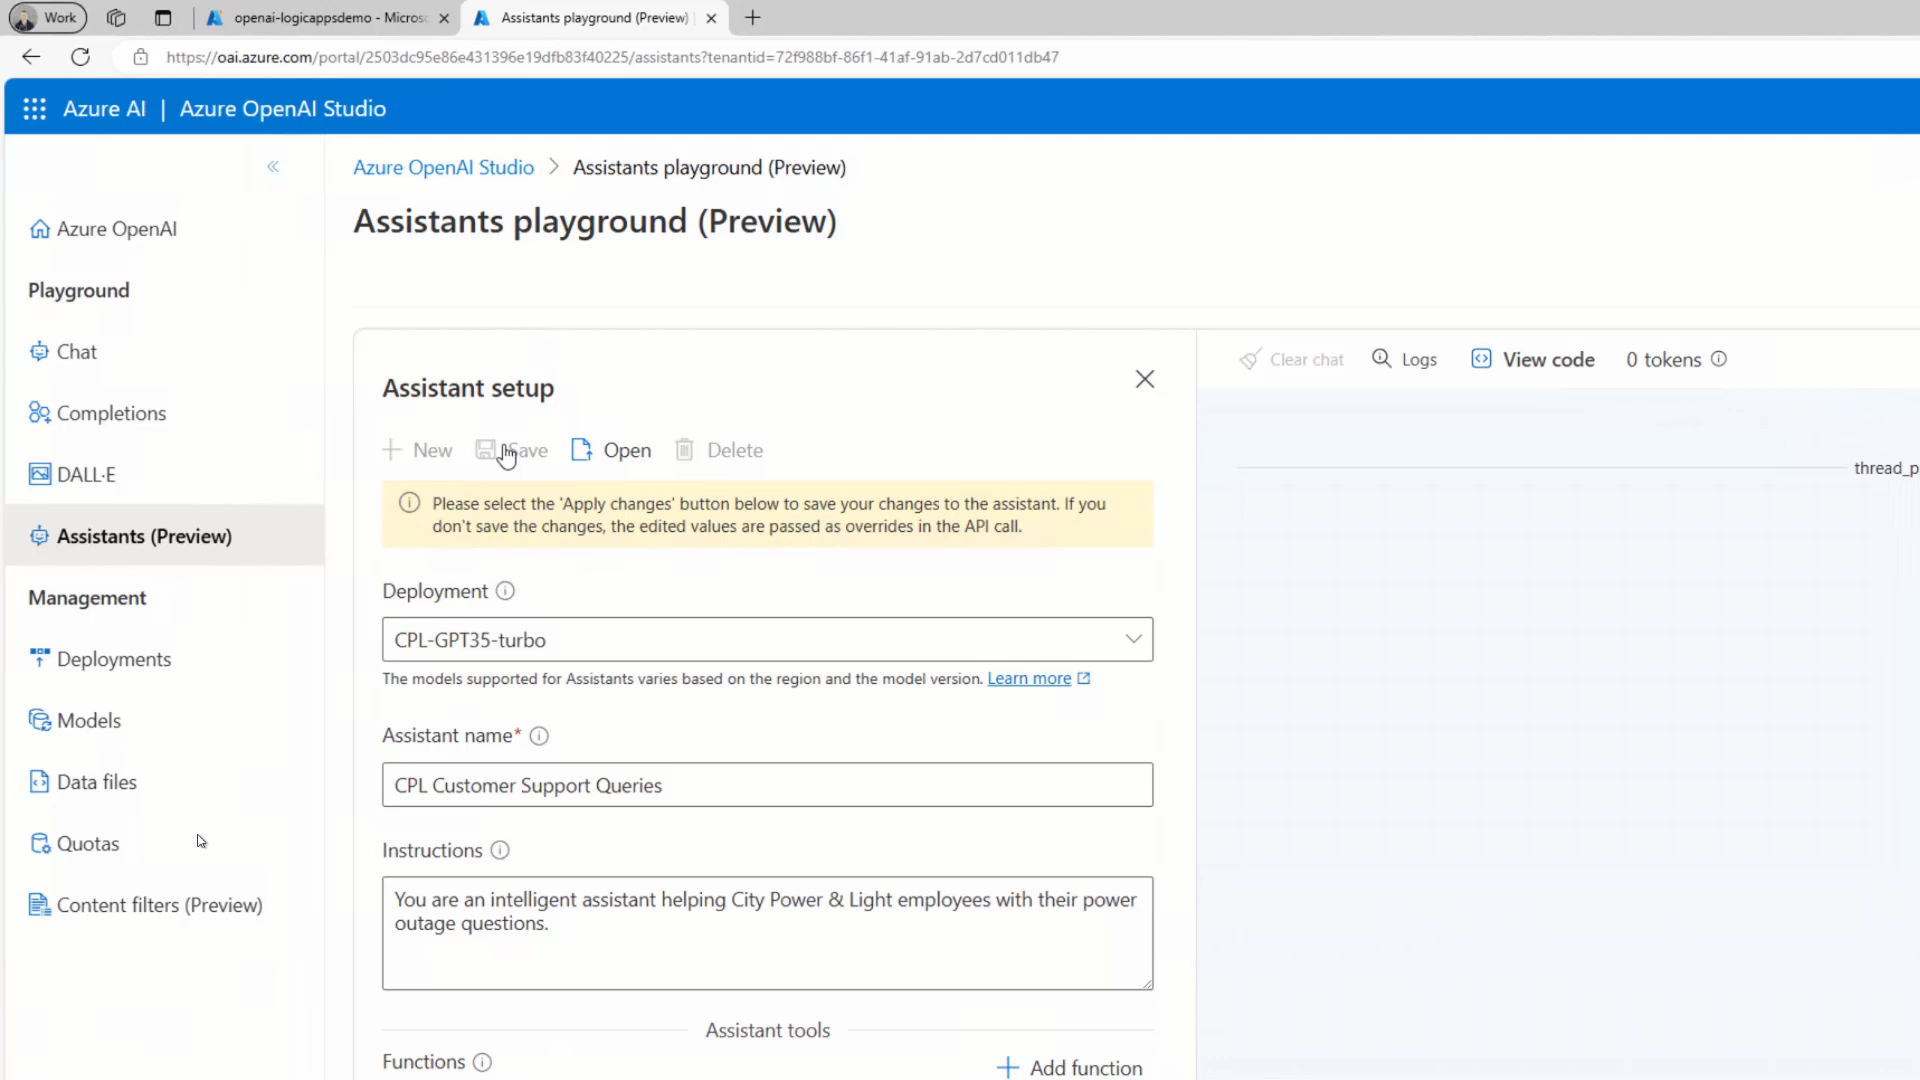 Work
openai-logicappsdemo - Micros
Assistants playground (Preview)
https://oai.azure.com/portal/2503dc95e86e431396e19dfb83f40225/assistants?tenantid=72f988bf-86f1-41af-91ab-2d7cd011db47
Azure AI | Azure OpenAI Studio
Azure OpenAI
Playground
Chat
Completions
DALL·E
Assistants (Preview)
Management
Deployments
Models
Data files
Quotas
Content filters (Preview)
Azure OpenAI Studio > Assistants playground (Preview)
Assistants playground (Preview)
Assistant setup
New Save Open Delete
Please select the 'Apply changes' button below to save your changes to the assistant. If you
don't save the changes, the edited values are passed as overrides in the API call.
Deployment
CPL-GPT35-turbo
The models supported for Assistants varies based on the region and the model version. Learn more
Assistant name*
CPL Customer Support Queries
Instructions
You are an intelligent assistant helping City Power & Light employees with their power
outage questions.
Assistant tools
Functions
Add function
Clear chat Logs View code 0 tokens
thread_p